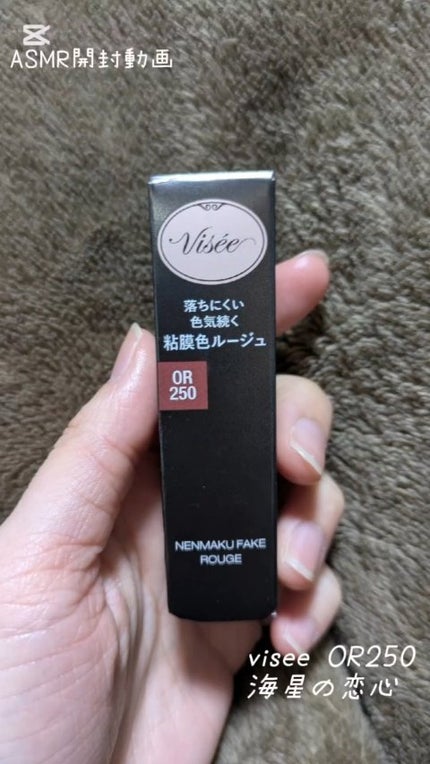 ASMR開封動画
Visée
落ちにくい
色気続く
粘膜色ルージュ
OR
250
NENMAKU FAKE
ROUGE
visee OR250
海星の恋心